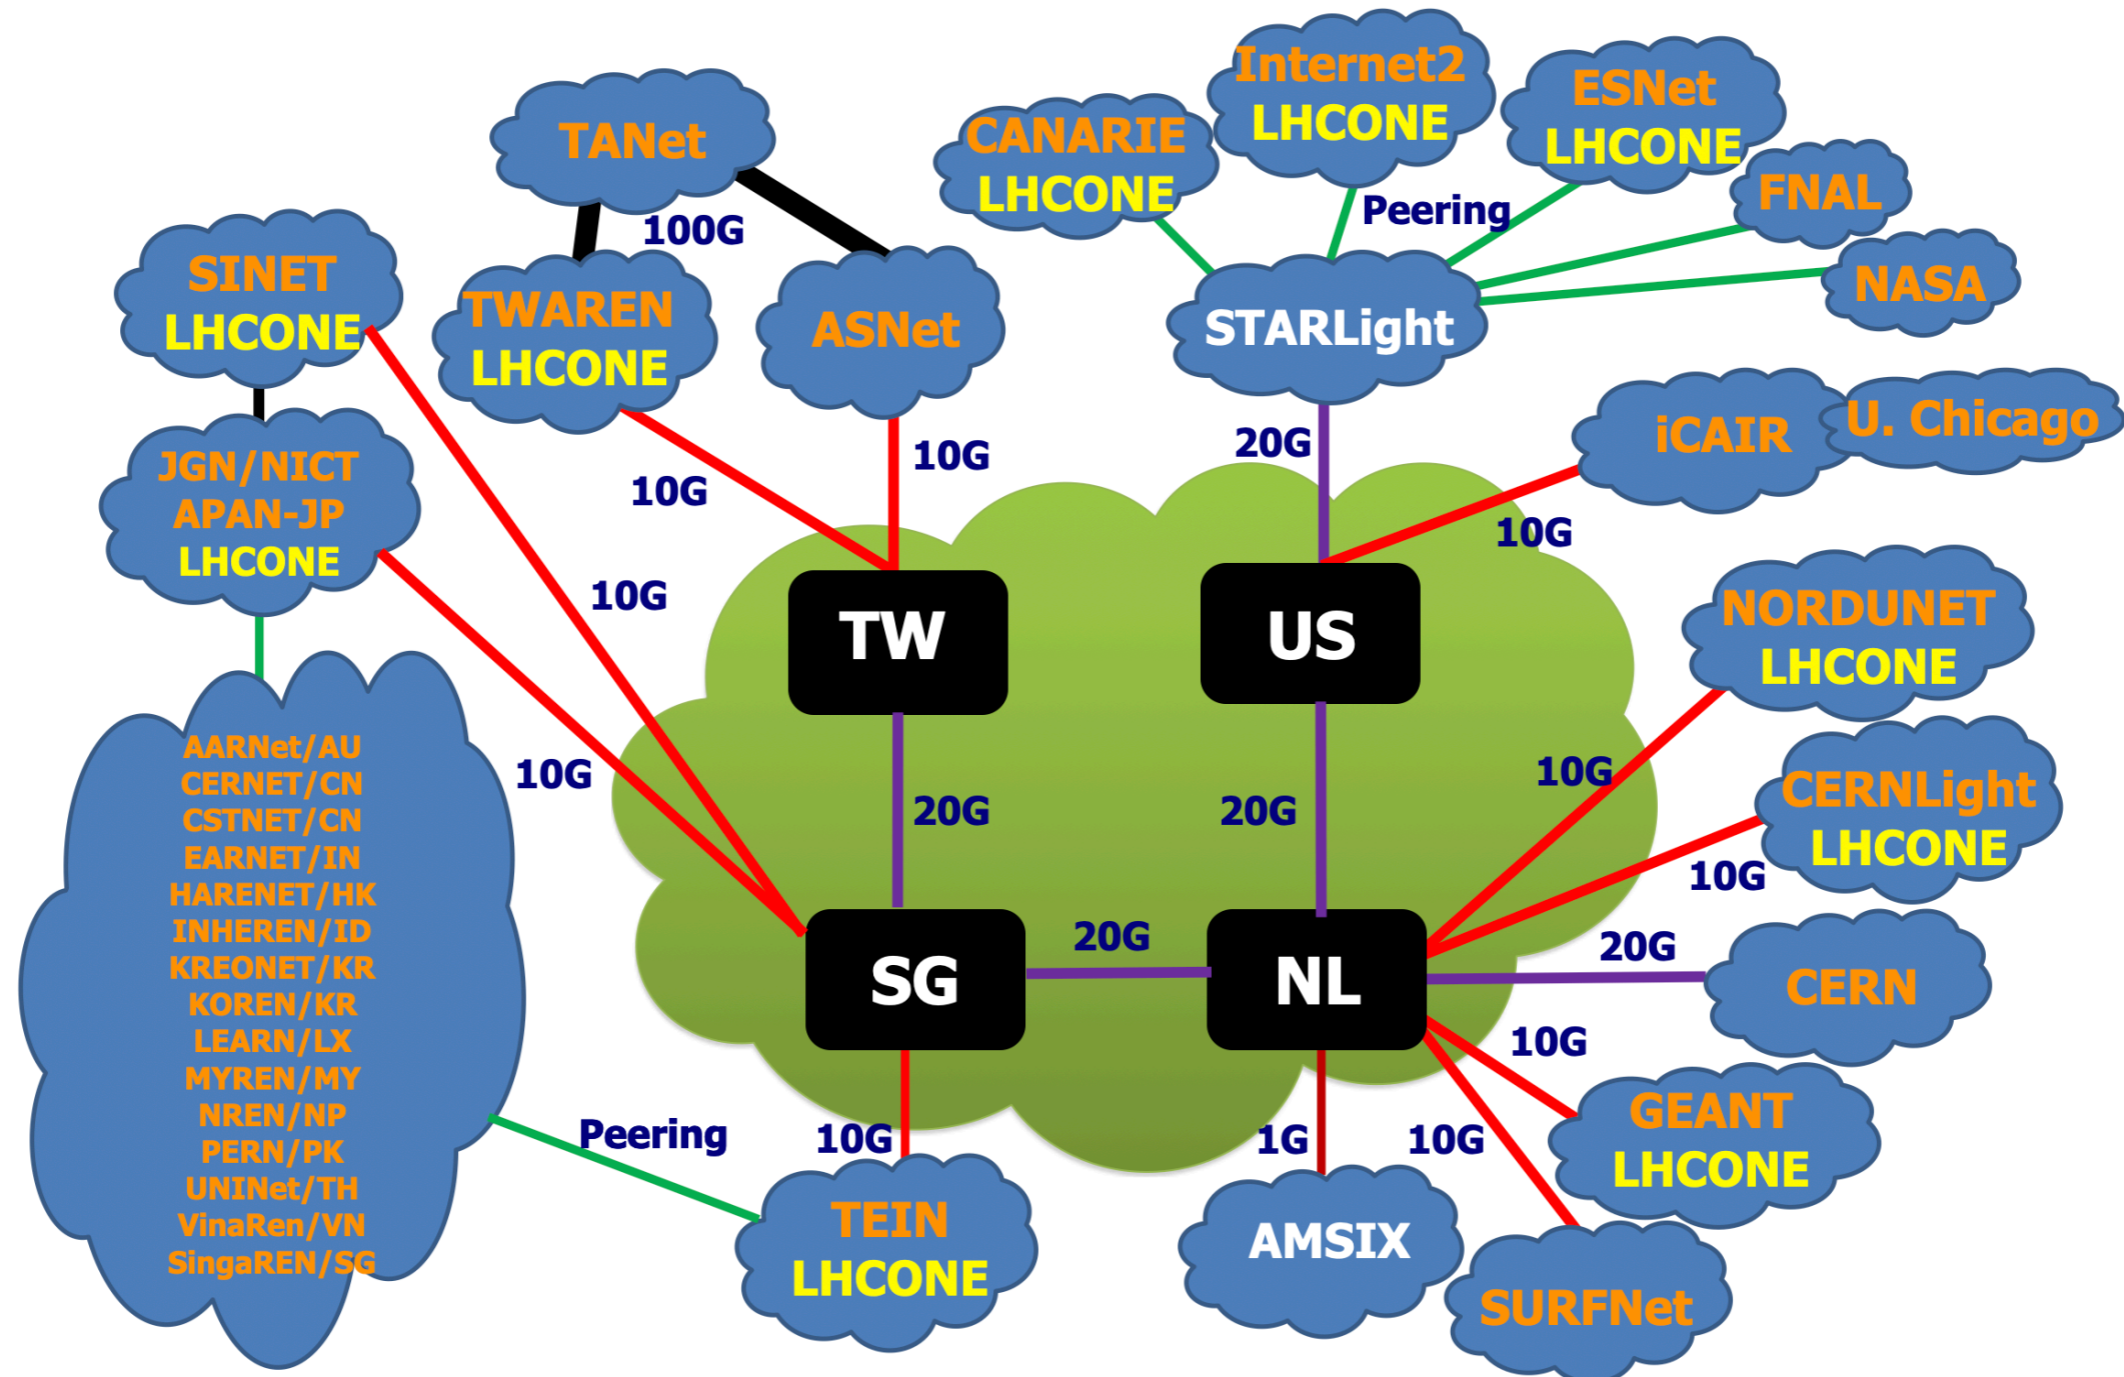 Internet2
LHCONE
ESNet
LHCONE
TANet
CANARIE
LHCONE
FNAL
Peering
100G
SINET
LHCONE
TWAREN
LHCONE
ASNet
STARLight
NASA
10G
10G
20G
iCAIR
U. Chicago
10G
JGN/NICT
APAN-JP
LHCONE
10G
TW
US
NORDUNET
LHCONE
10G
20G
20G
10G
CERNLight
LHCONE
10G
AARNet/AU
CERNET/CN
CSTNET/CN
EARNET/IN
HARENET/HK
INHEREN/ID
KREONET/KR
KOREN/KR
LEARN/LX
MYREN/MY
NREN/NP
PERN/PK
UNINet/TH
VinaRen/VN
SingaREN/SG
SG
20G
NL
20G
CERN
10G
Peering
10G
1G
10G
GEANT
LHCONE
TEIN
LHCONE
AMSIX
SURFNet